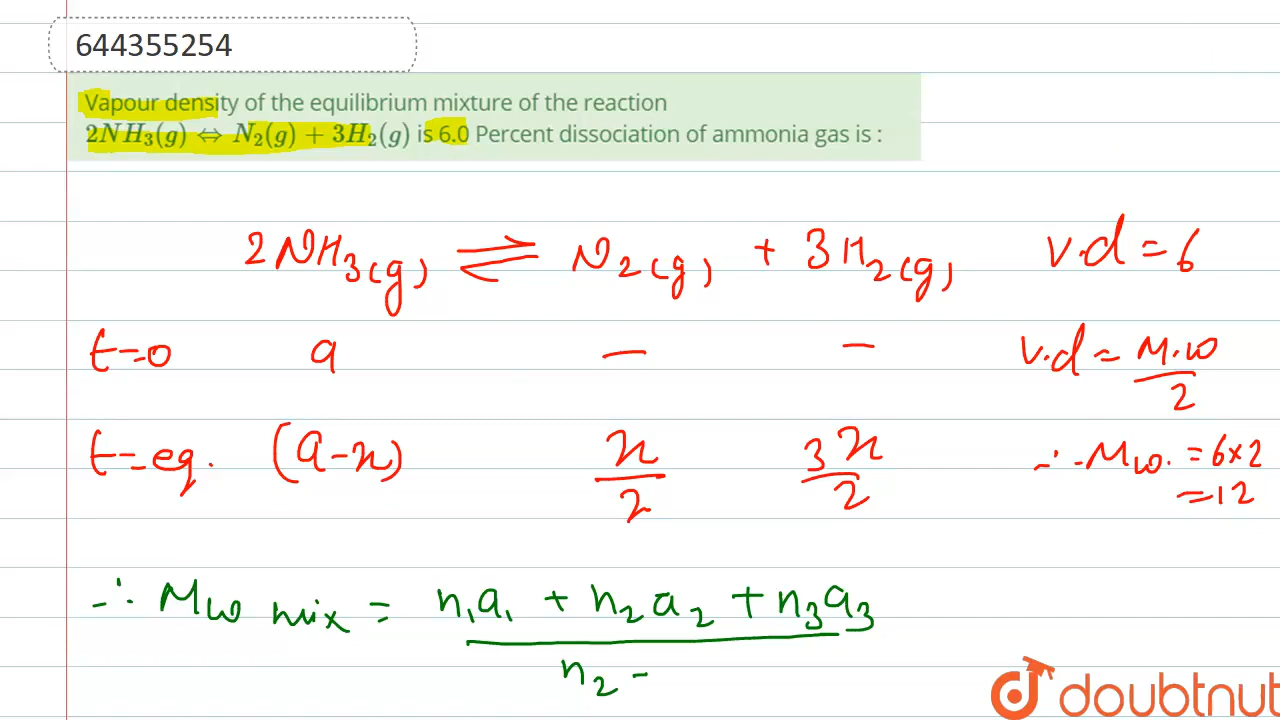 644355254
Vapour density of the equilibrium mixture of the reaction
2NH₃(g) ⇔ N₂(g) + 3H₂(g) is 6.0 Percent dissociation of ammonia gas is :
2NH₃(g) ⇌ N₂(g) + 3H₂(g) v.d = 6
t=0 a — — v.d = M.w/2
t=eq. (a-x) x/2 3x/2 ∴ Mw. = 6×2
=12
∴ Mw mix = n₁a₁ + n₂a₂ + n₃a₃
n₂ -
doubtnut